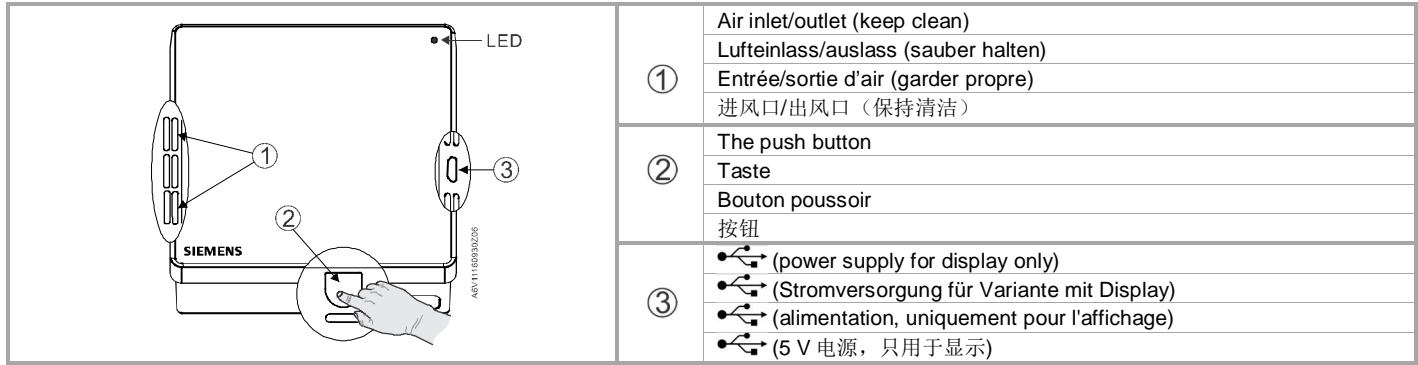 LED
①
③
②
SIEMENS
A6V11160930Z06
①
Air inlet/outlet (keep clean)
Lufteinlass/auslass (sauber halten)
Entrée/sortie d’air (garder propre)
进风口/出风口（保持清洁）
②
The push button
Taste
Bouton poussoir
按钮
③
(power supply for display only)
(Stromversorgung für Variante mit Display)
(alimentation, uniquement pour l'affichage)
(5 V 电源，只用于显示)